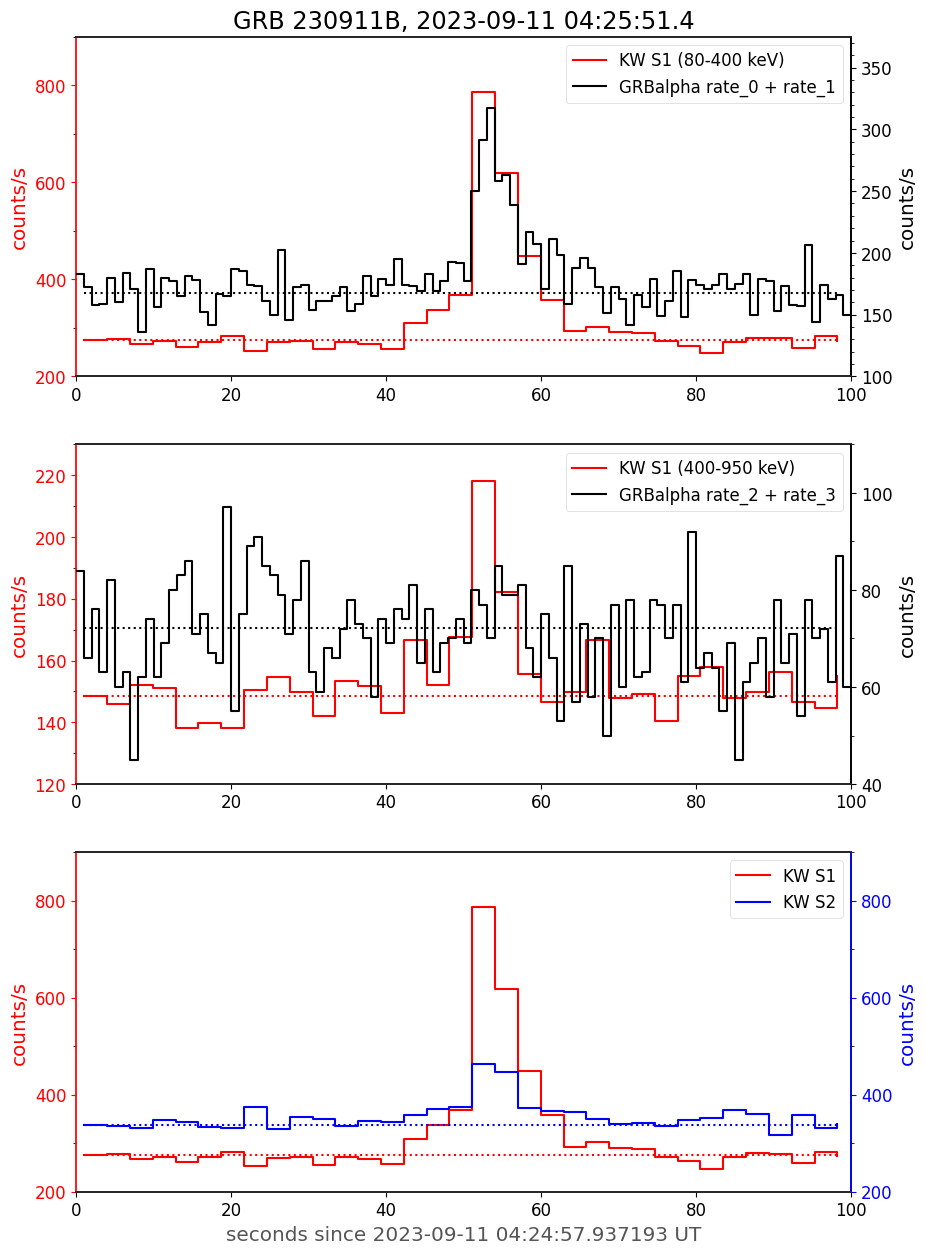 GRB 230911B, 2023-09-11 04:25:51.4
KW S1 (80-400 keV)
GRBalpha rate_0 + rate_1
counts/s
800
600
400
200
350
300
250
200
150
100
counts/s
0 20 40 60 80 100
KW S1 (400-950 keV)
GRBalpha rate_2 + rate_3
counts/s
220
200
180
160
140
120
100
80
60
40
counts/s
0 20 40 60 80 100
KW S1
KW S2
counts/s
800
600
400
200
800
600
400
200
counts/s
0 20 40 60 80 100
seconds since 2023-09-11 04:24:57.937193 UT